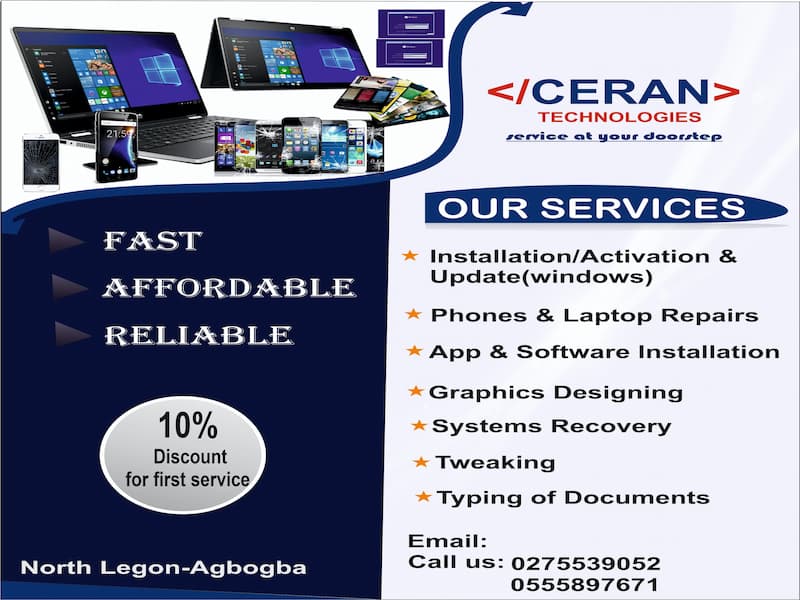 </CERAN>
TECHNOLOGIES
service at your doorstep
21:50
FAST
AFFORDABLE
RELIABLE
10%
Discount
for first service
North Legon-Agbogba
OUR SERVICES
Installation/Activation &
Update(windows)
Phones & Laptop Repairs
App & Software Installation
Graphics Designing
Systems Recovery
Tweaking
Typing of Documents
Email:
Call us: 0275539052
0555897671